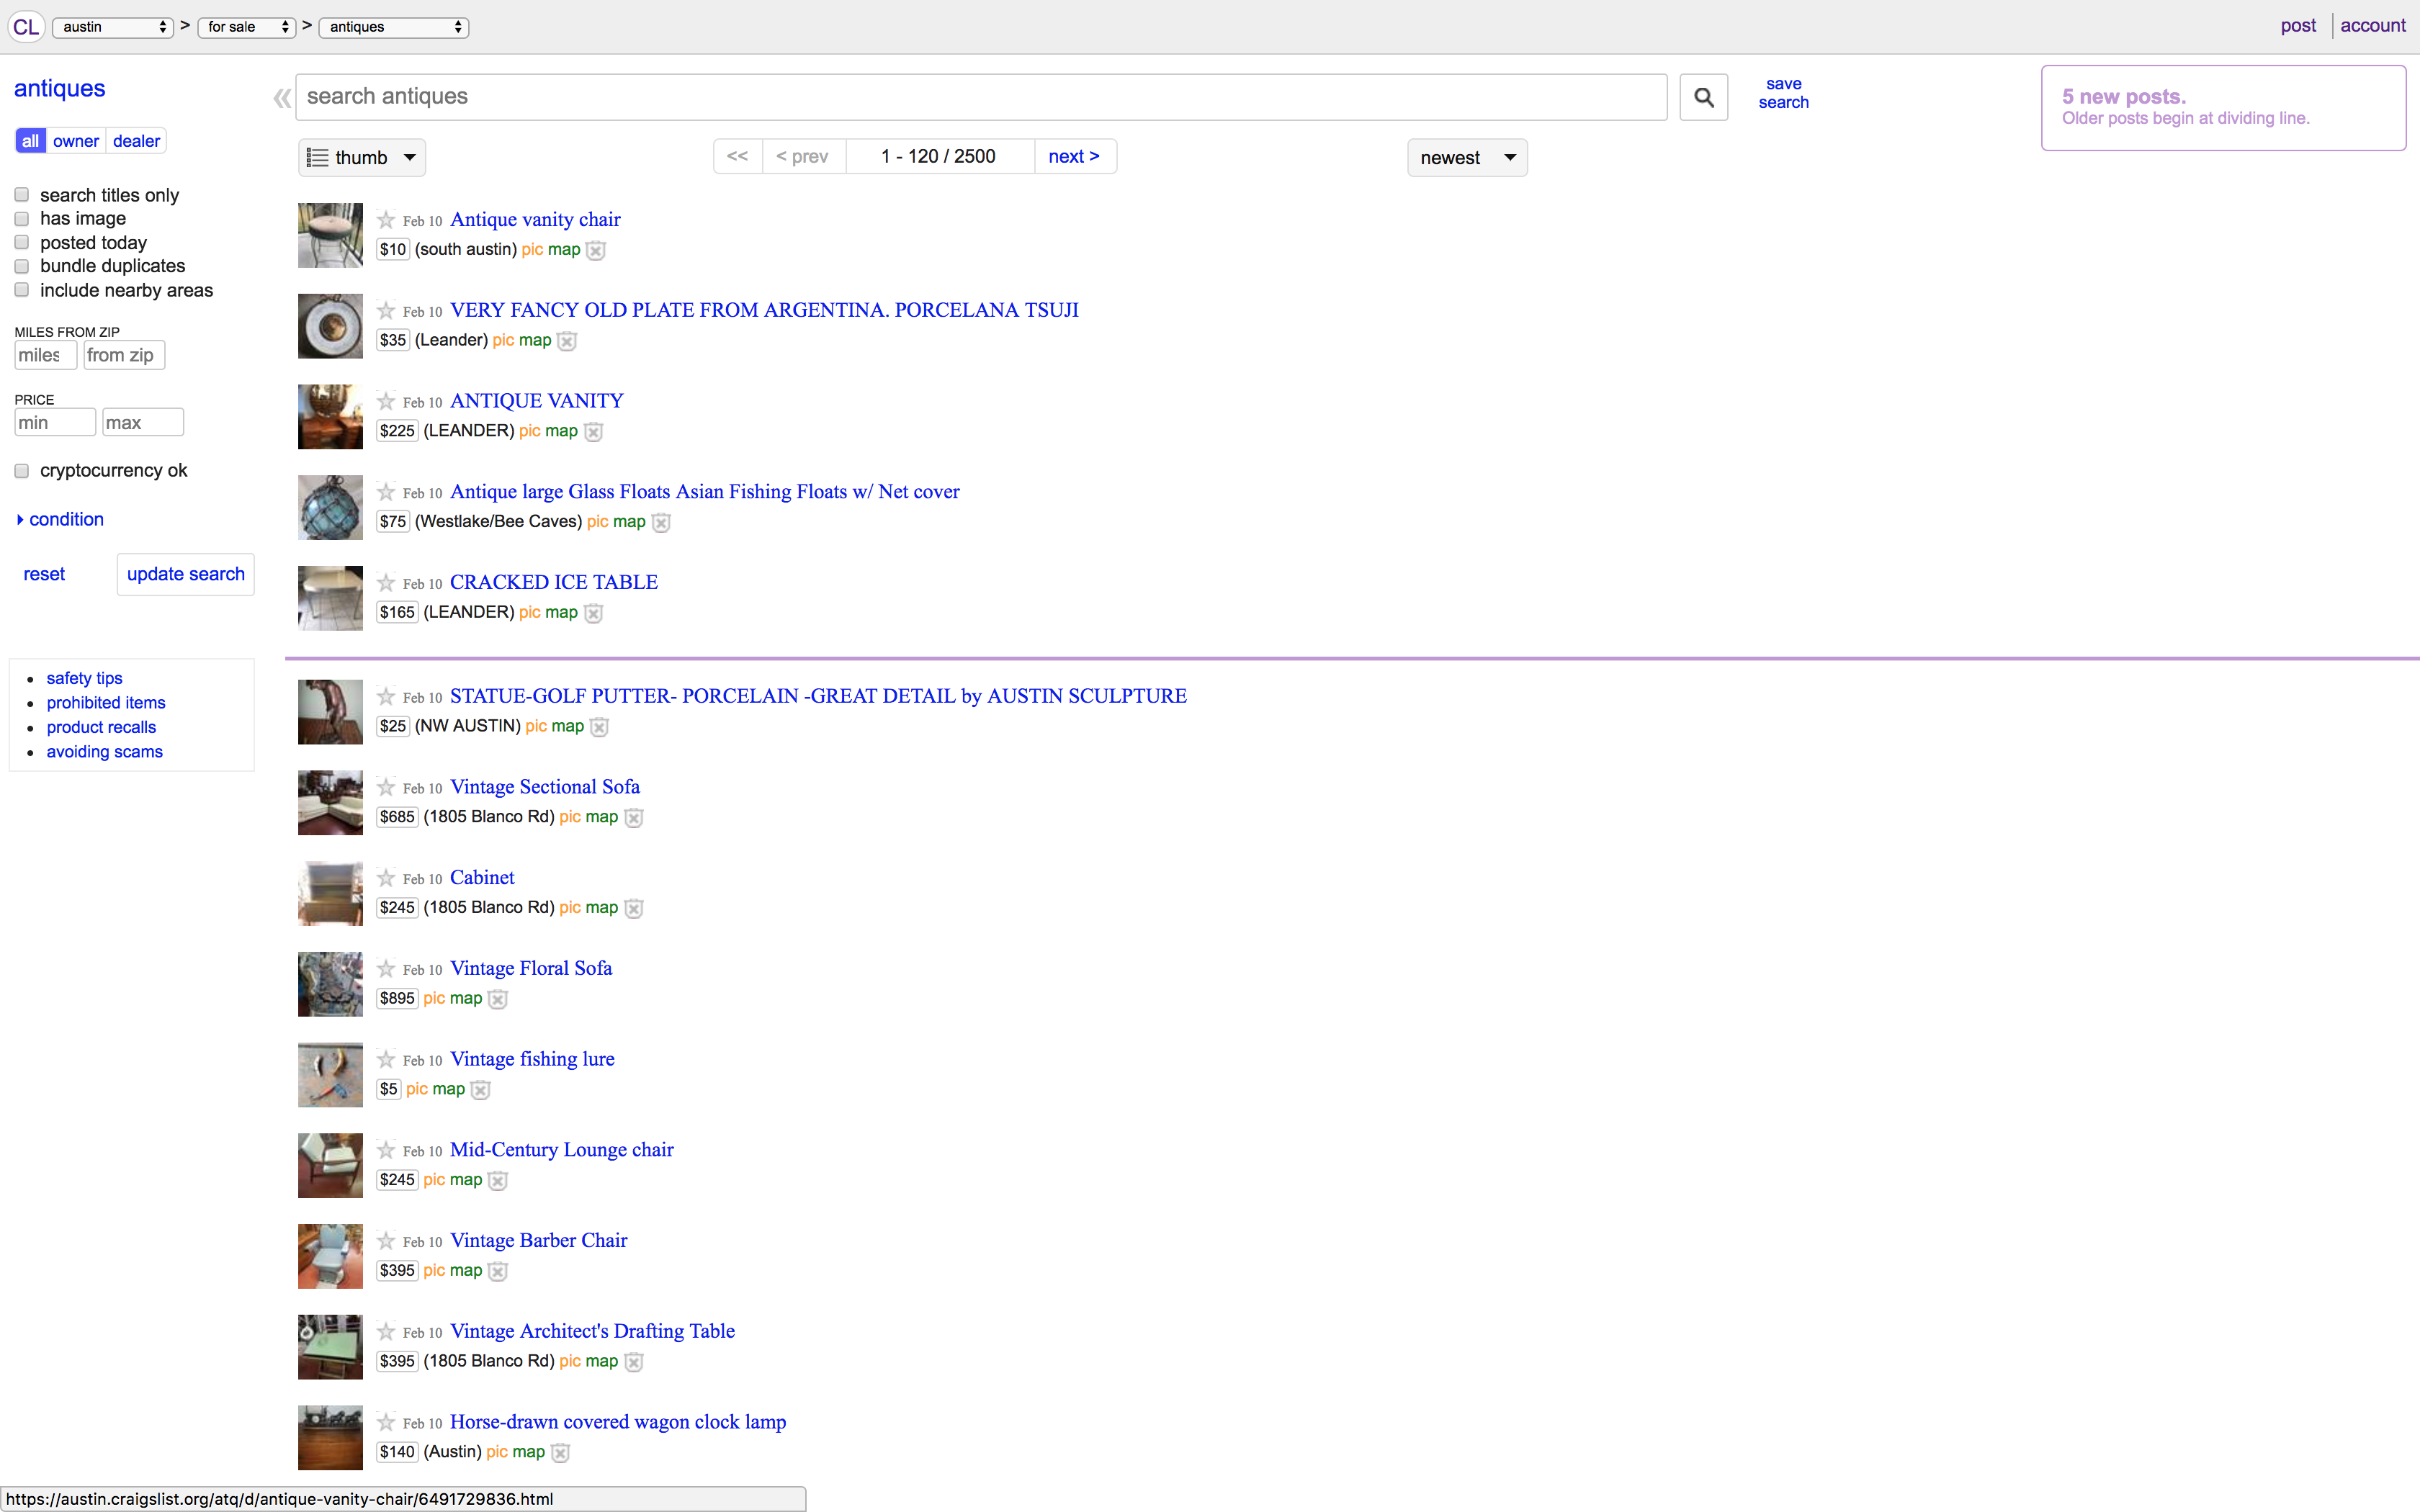 CL austin > for sale > antiques post account
antiques
all owner dealer
search titles only
has image
posted today
bundle duplicates
include nearby areas
MILES FROM ZIP
miles from zip
PRICE
min max
cryptocurrency ok
condition
reset update search
safety tips
prohibited items
product recalls
avoiding scams
« search antiques
save
search
5 new posts.
Older posts begin at dividing line.
thumb << < prev 1 - 120 / 2500 next > newest
Feb 10 Antique vanity chair
$10 (south austin) pic map
Feb 10 VERY FANCY OLD PLATE FROM ARGENTINA. PORCELANA TSUJI
$35 (Leander) pic map
Feb 10 ANTIQUE VANITY
$225 (LEANDER) pic map
Feb 10 Antique large Glass Floats Asian Fishing Floats w/ Net cover
$75 (Westlake/Bee Caves) pic map
Feb 10 CRACKED ICE TABLE
$165 (LEANDER) pic map
Feb 10 STATUE-GOLF PUTTER- PORCELAIN -GREAT DETAIL by AUSTIN SCULPTURE
$25 (NW AUSTIN) pic map
Feb 10 Vintage Sectional Sofa
$685 (1805 Blanco Rd) pic map
Feb 10 Cabinet
$245 (1805 Blanco Rd) pic map
Feb 10 Vintage Floral Sofa
$895 pic map
Feb 10 Vintage fishing lure
$5 pic map
Feb 10 Mid-Century Lounge chair
$245 pic map
Feb 10 Vintage Barber Chair
$395 pic map
Feb 10 Vintage Architect's Drafting Table
$395 (1805 Blanco Rd) pic map
Feb 10 Horse-drawn covered wagon clock lamp
$140 (Austin) pic map
https://austin.craigslist.org/atq/d/antique-vanity-chair/6491729836.html